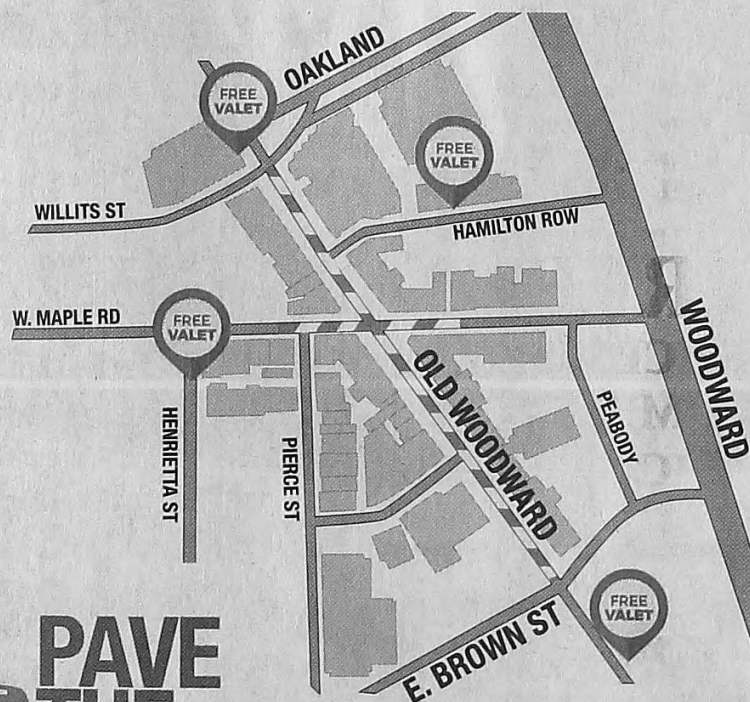 OAKLAND
FREE
VALET
FREE
VALET
WILLITS ST
HAMILTON ROW
W. MAPLE RD
FREE
VALET
WOODWARD
OLD WOODWARD
PEABODY
HENRIETTA ST
PIERCE ST
FREE
VALET
E. BROWN ST
PAVE
THE